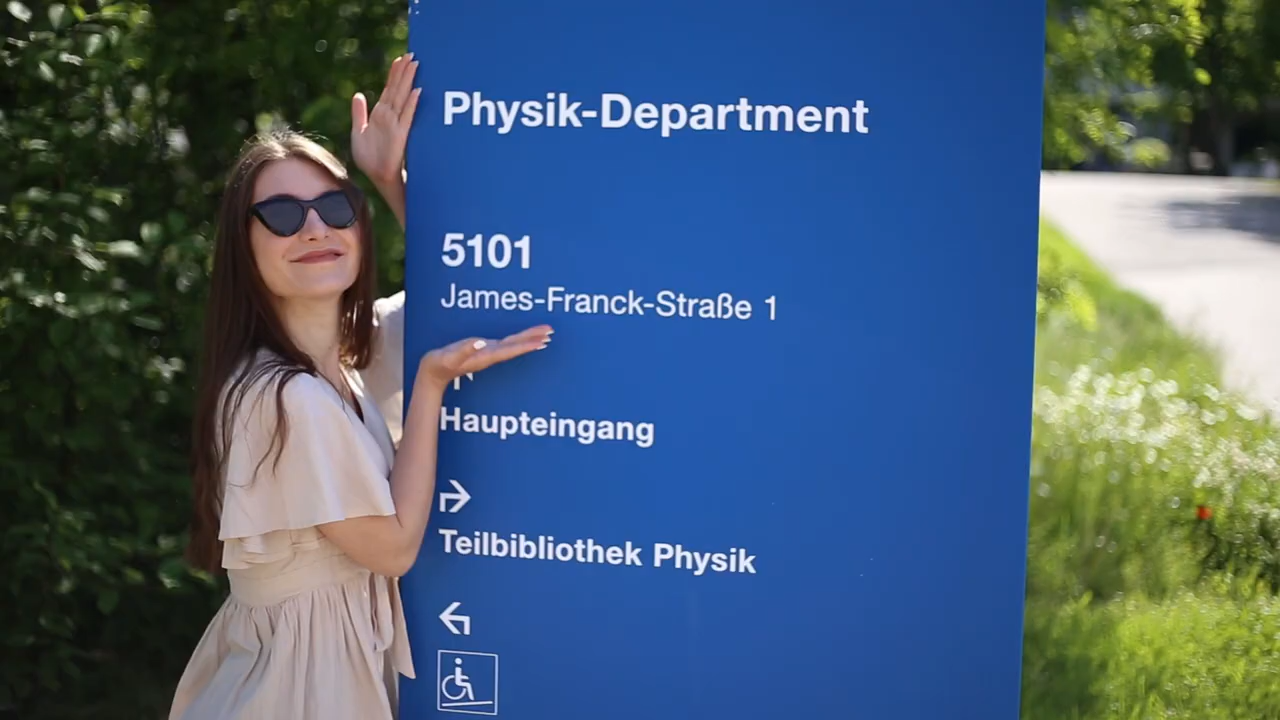 Physik-Department
5101
James-Franck-Straße 1
Haupteingang
Teilbibliothek Physik